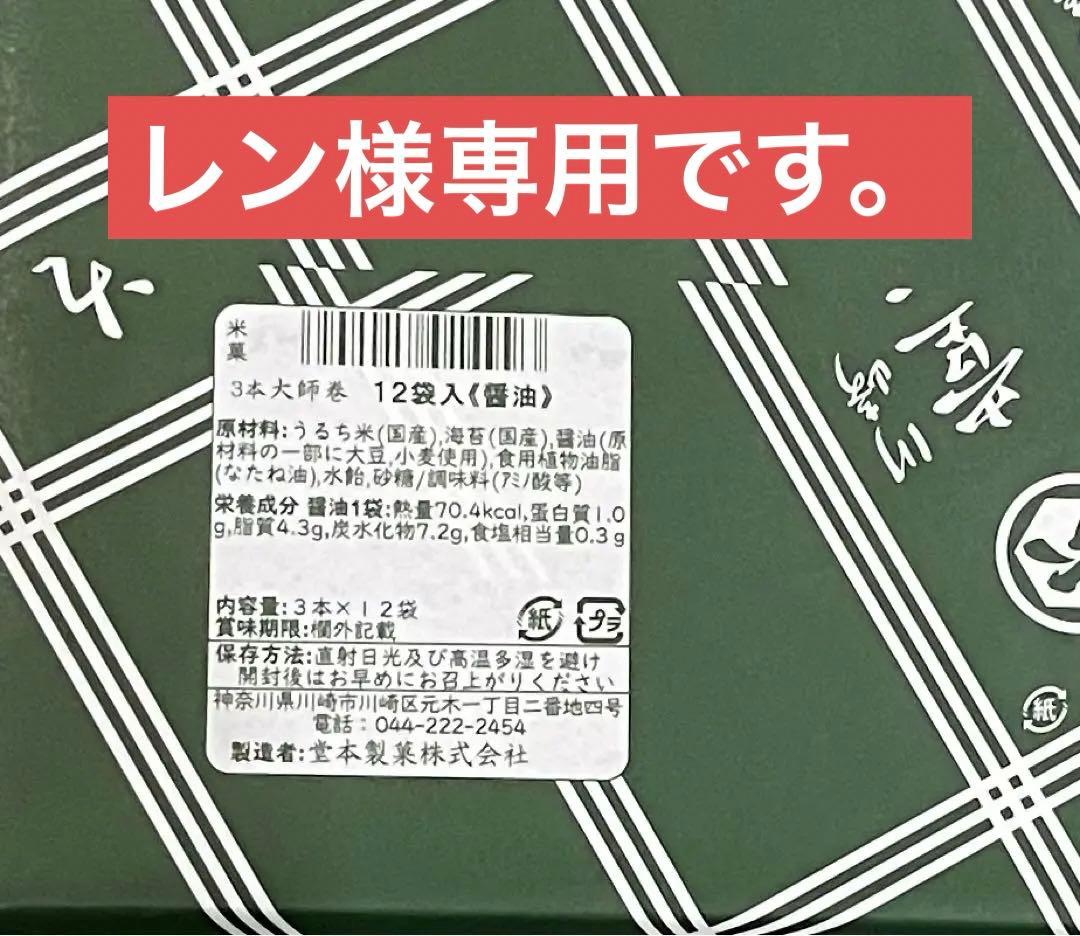 レン様専用です。
米
菓
3本大師巻 12袋入《醤油》
原材料:うるち米(国産),海苔(国産),醤油(原
材料の一部に大豆,小麦使用),食用植物油脂
(なたね油),水飴,砂糖/調味料(アミノ酸等)
栄養成分 醤油1袋:熱量70.4kcal,蛋白質1.0
g,脂質4.3g,炭水化物7.2g,食塩相当量0.3g
内容量:3本×12袋
賞味期限:欄外記載
紙
プラ
保存方法:直射日光及び高温多湿を避け
開封後はお早めにお召上がりください
神奈川県川崎市川崎区元木一丁目二番地四号
電話:044-222-2454
製造者:堂本製菓株式会社
紙